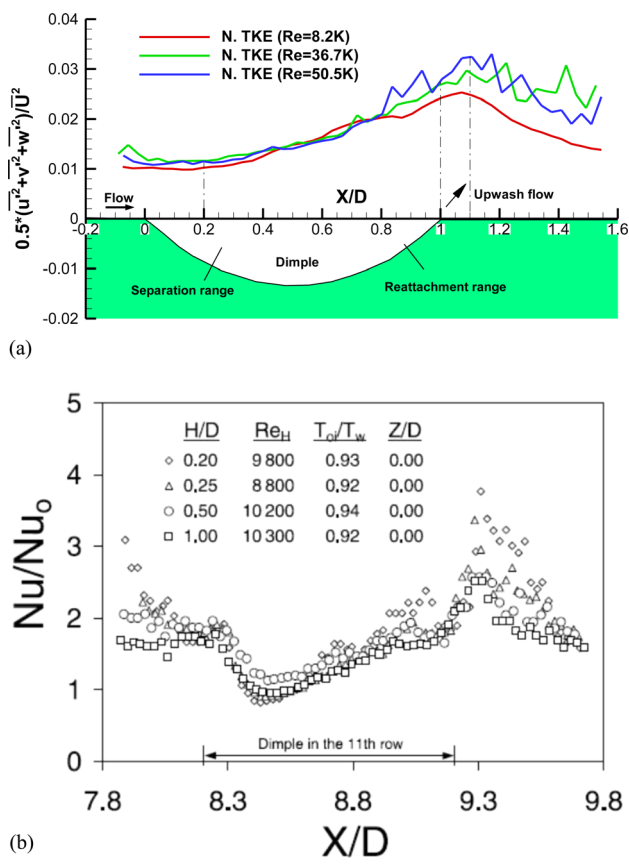 0.04
0.03
0.02
0.01
0
-0.01
-0.02
0.5*(u'²+v'²+w'²)/U²
N. TKE (Re=8.2K)
N. TKE (Re=36.7K)
N. TKE (Re=50.5K)
Flow
X/D
Upwash flow
-0.2 0 0.2 0.4 0.6 0.8 1 1.2 1.4 1.6
Dimple
Separation range
Reattachment range
(a)
5
4
3
2
1
0
Nu/Nuo
H/D ReH Toi/Tw Z/D
0.20 9 800 0.93 0.00
0.25 8 800 0.92 0.00
0.50 10 200 0.94 0.00
1.00 10 300 0.92 0.00
Dimple in the 11th row
7.8 8.3 8.8 9.3 9.8
X/D
(b)